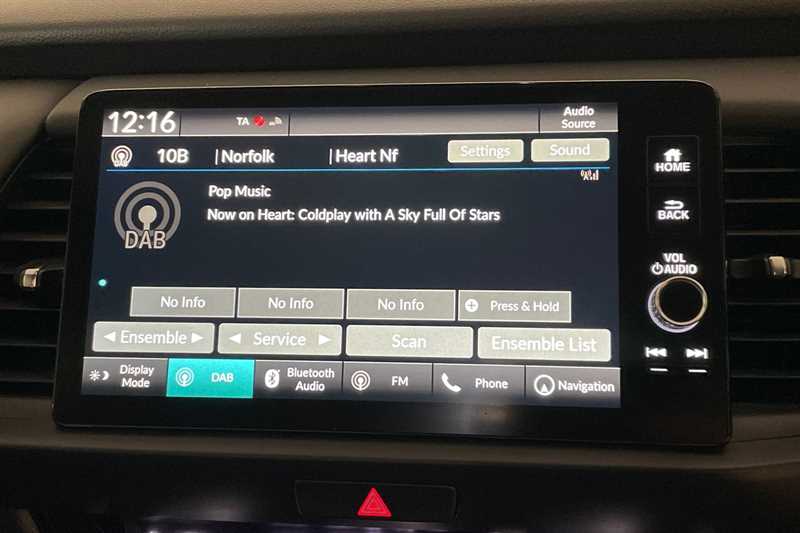 12:16
TA
Audio
Source
DAB
10B
|Norfolk
|Heart Nf
Settings
Sound
HOME
Pop Music
Now on Heart: Coldplay with A Sky Full Of Stars
BACK
DAB
VOL
AUDIO
No Info
No Info
No Info
Press & Hold
Ensemble
Service
Scan
Ensemble List
Display
Mode
DAB
Bluetooth
Audio
FM
Phone
Navigation